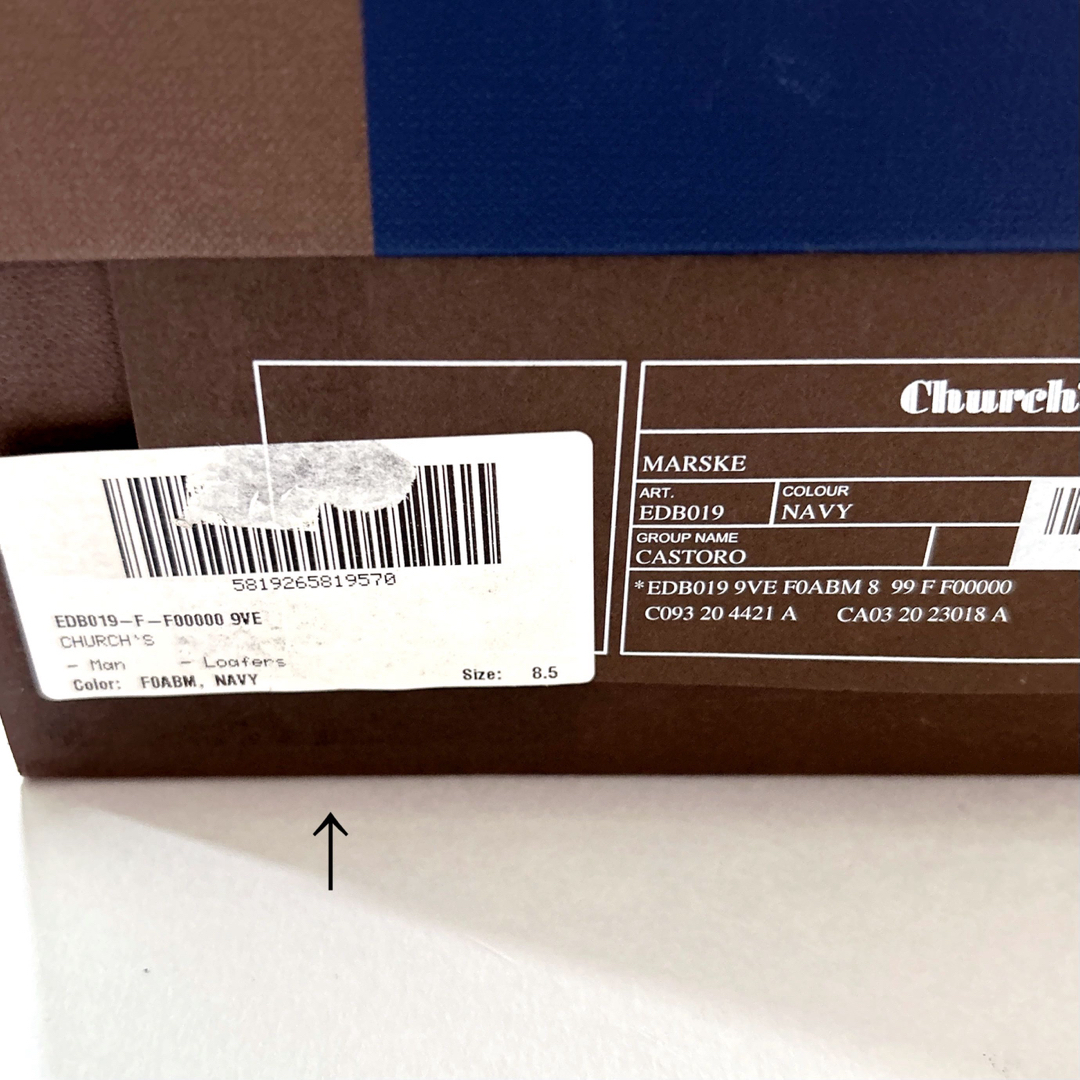 5819265819570
EDB019-F-F00000 9VE
CHURCH'S
- Man - Loafers
Color: F0ABM, NAVY Size: 8.5
Church'
MARSKE
ART. COLOUR
EDB019 NAVY
GROUP NAME
CASTORO
*EDB019 9VE F0ABM 8 99 F F00000
C093 20 4421 A CA03 20 23018 A